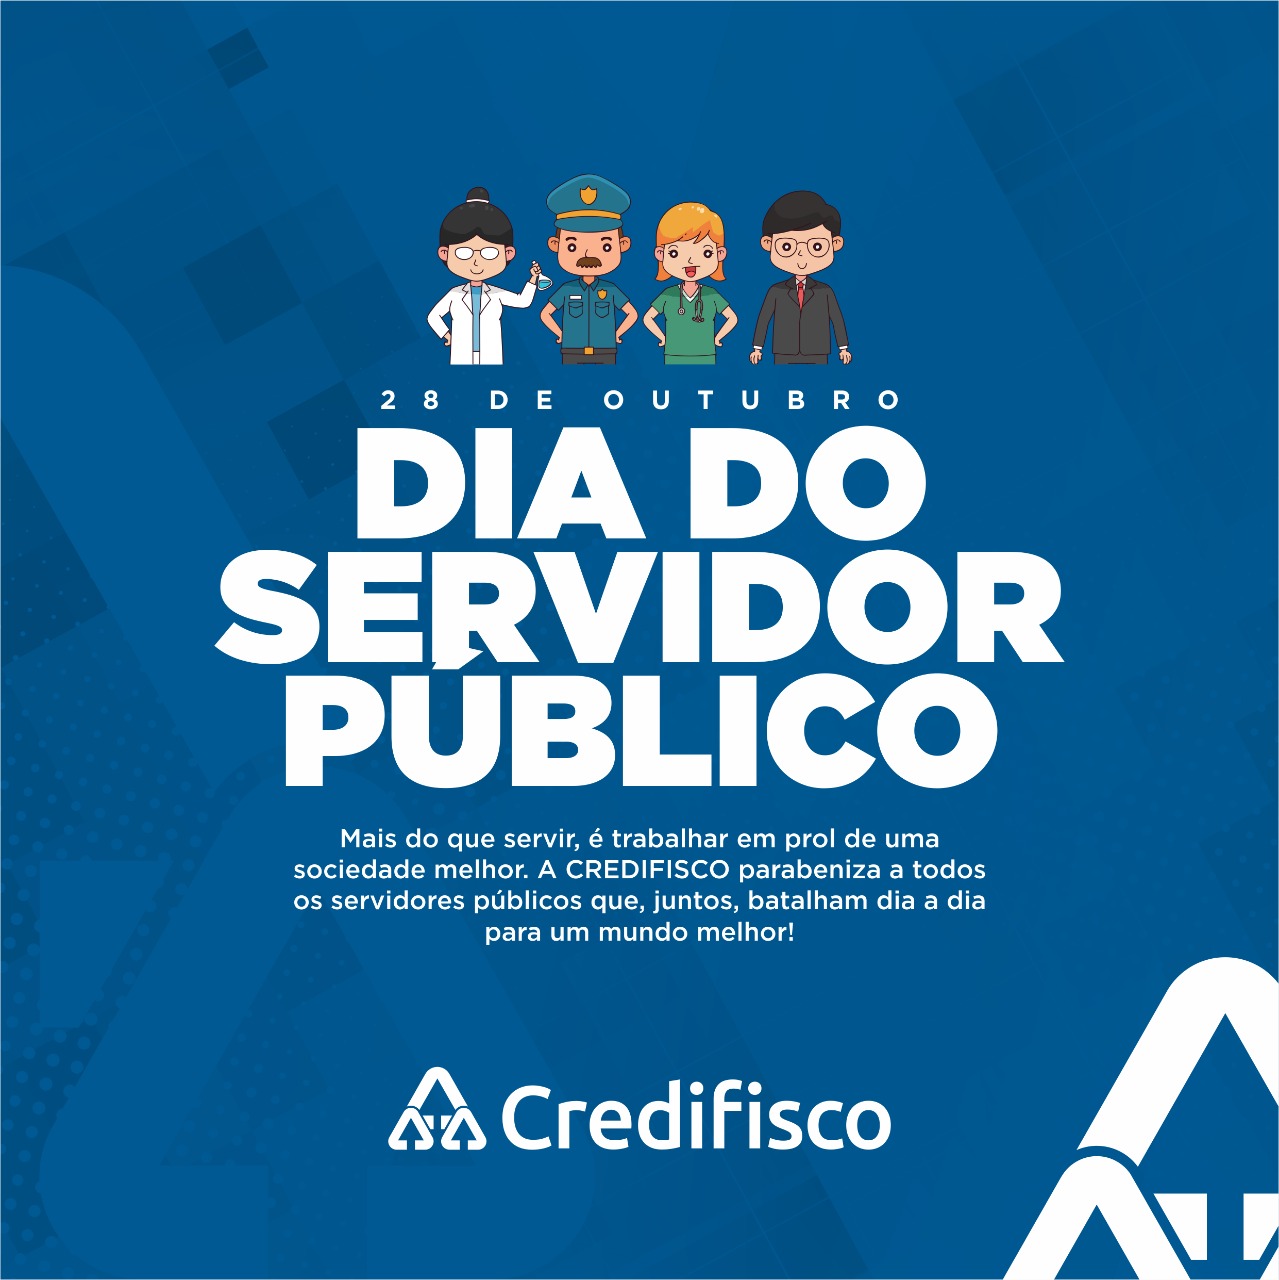 28 DE OUTUBRO
DIA DO
SERVIDOR
PÚBLICO
Mais do que servir, é trabalhar em prol de uma
sociedade melhor. A CREDIFISCO parabeniza a todos
os servidores públicos que, juntos, batalham dia a dia
para um mundo melhor!
Credifisco